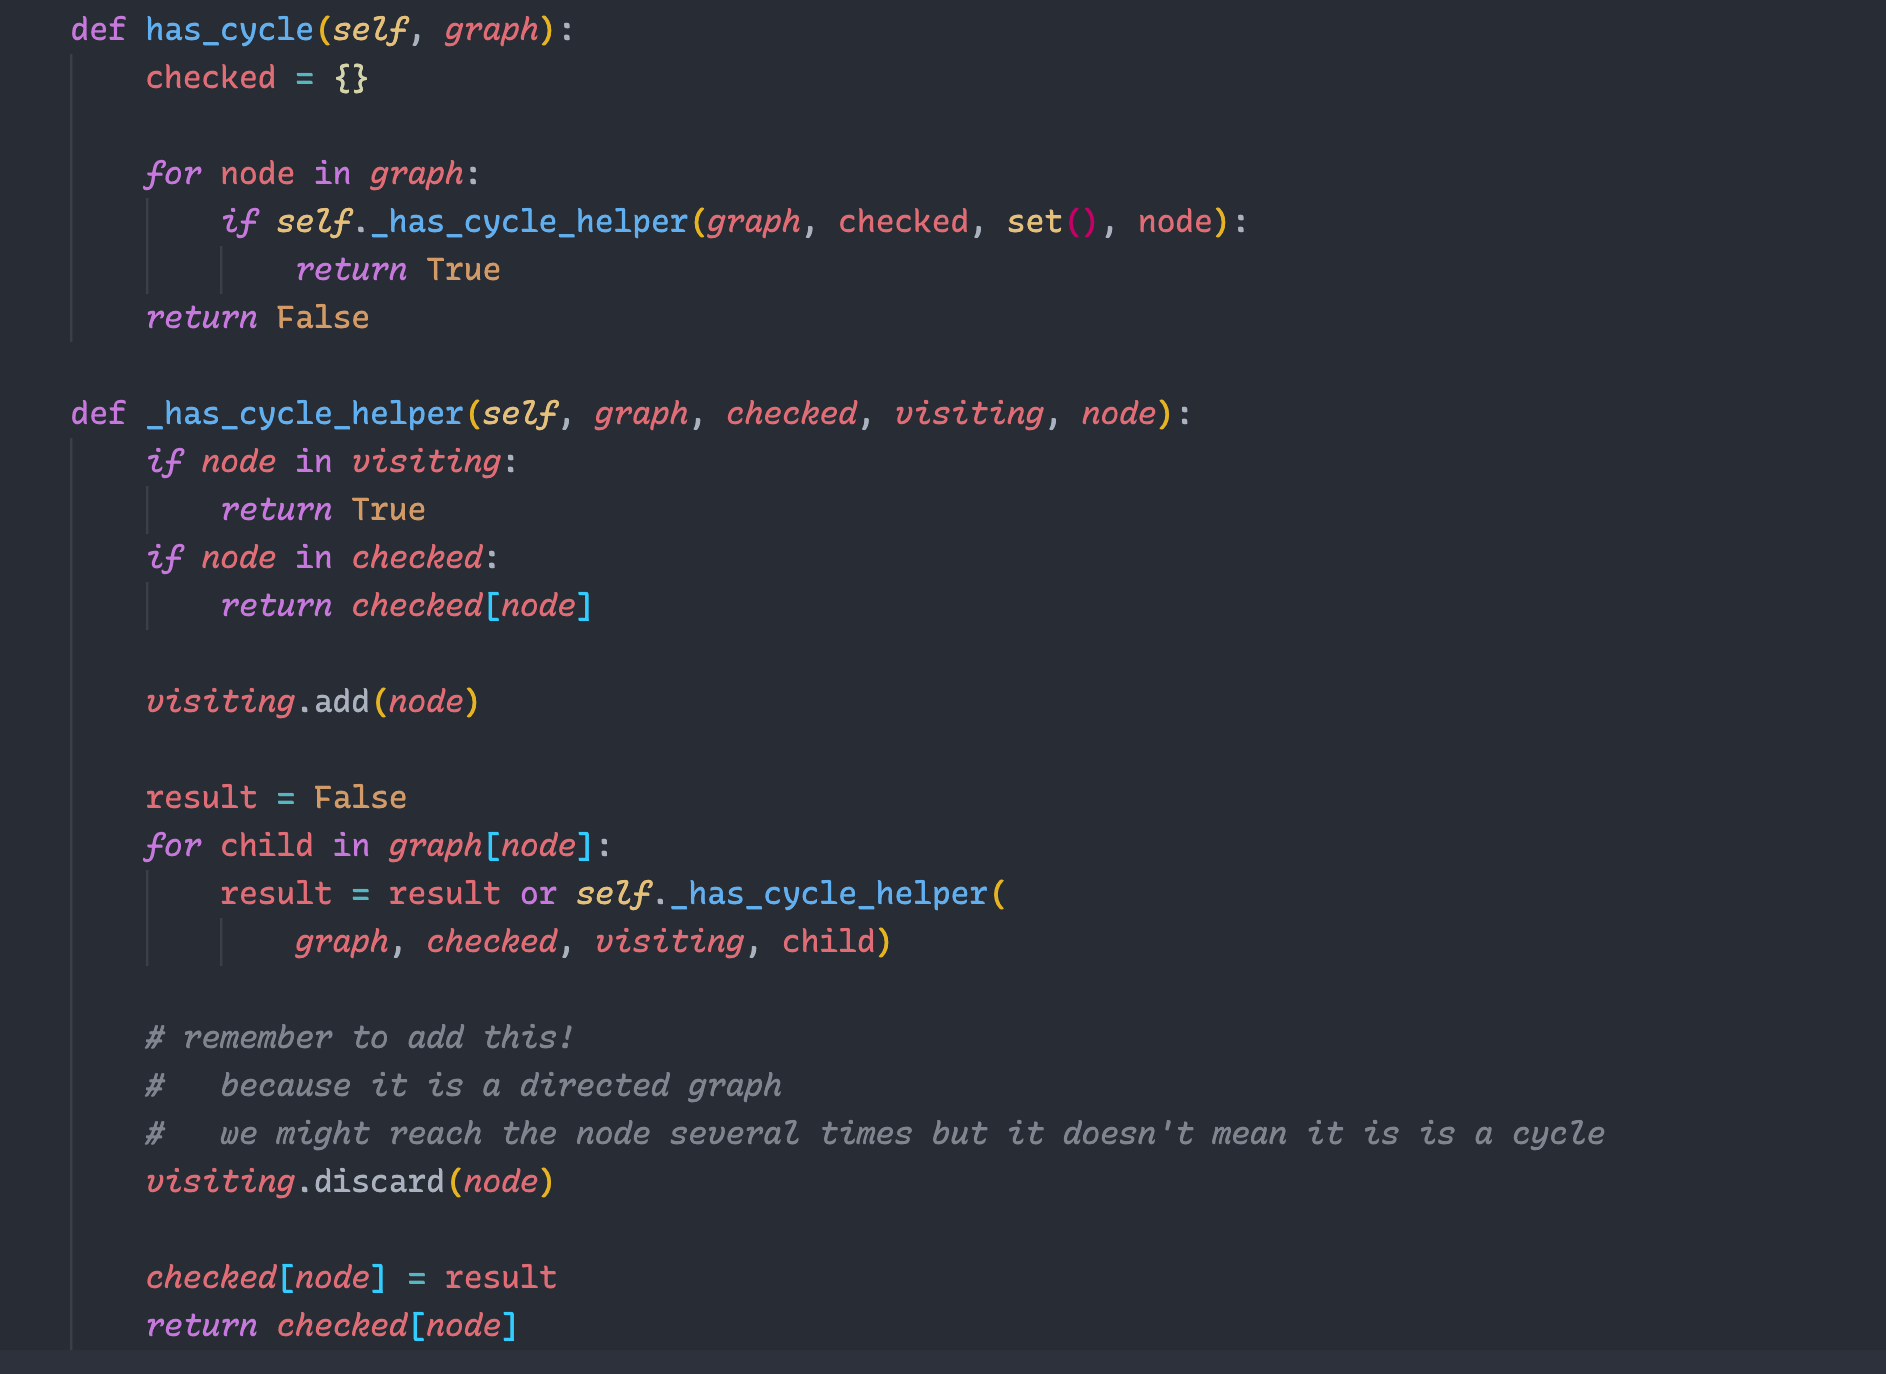 def has_cycle(self, graph):
    checked = {}

    for node in graph:
        if self._has_cycle_helper(graph, checked, set(), node):
            return True
    return False

def _has_cycle_helper(self, graph, checked, visiting, node):
    if node in visiting:
        return True
    if node in checked:
        return checked[node]

    visiting.add(node)

    result = False
    for child in graph[node]:
        result = result or self._has_cycle_helper(
            graph, checked, visiting, child)

    # remember to add this!
    #   because it is a directed graph
    #   we might reach the node several times but it doesn't mean it is is a cycle
    visiting.discard(node)

    checked[node] = result
    return checked[node]